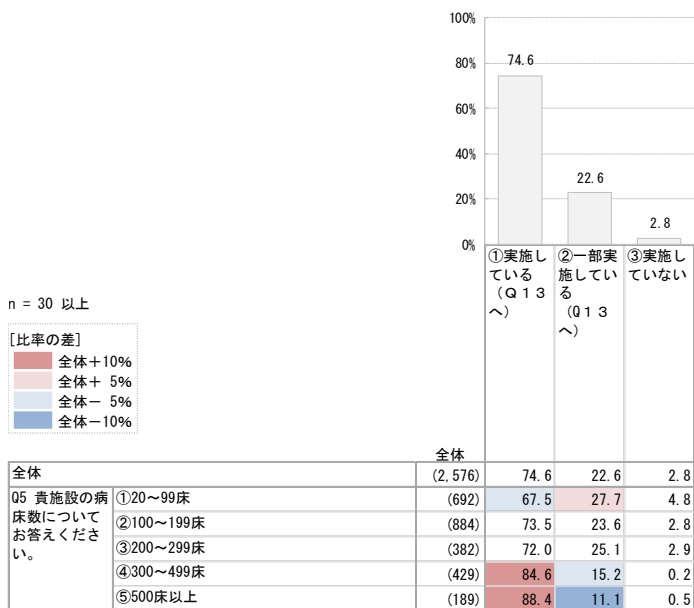 100%
80%
60%
40%
20%
0%
74.6
22.6
2.8
①実施し
ている
（Ｑ１３
へ）
②一部実
施してい
る
（Q１３
へ）
③実施し
ていない
n = 30 以上
[比率の差]
全体＋10%
全体＋ 5%
全体－ 5%
全体－10%
全体
全体 (2,576) 74.6 22.6 2.8
Q5 貴施設の病
床数について
お答えくださ
い。
①20～99床 (692) 67.5 27.7 4.8
②100～199床 (884) 73.5 23.6 2.8
③200～299床 (382) 72.0 25.1 2.9
④300～499床 (429) 84.6 15.2 0.2
⑤500床以上 (189) 88.4 11.1 0.5